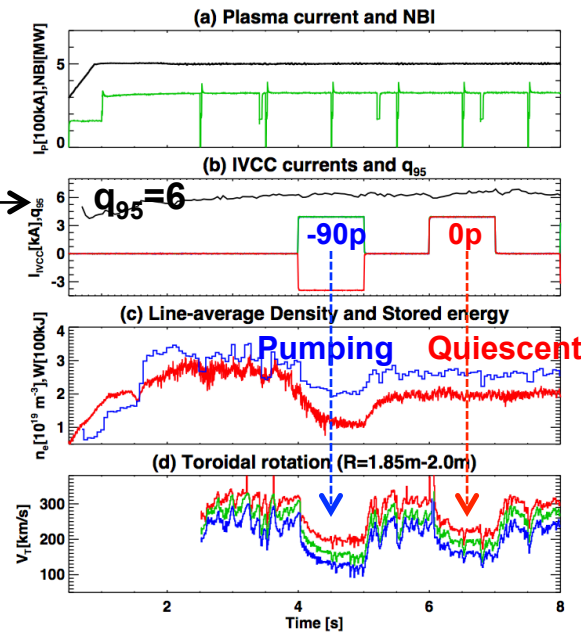 (a) Plasma current and NBI
I_P[100kA],NBI[MW]
5
0
(b) IVCC currents and q95
I_IVCC[kA],q95
6
3
0
-3
q95=6
-90p
0p
(c) Line-average Density and Stored energy
n_e[10^19 m^-3],W[100kJ]
4
3
2
1
Pumping
Quiescent
(d) Toroidal rotation (R=1.85m-2.0m)
V_T[km/s]
300
200
100
2
4
6
8
Time [s]